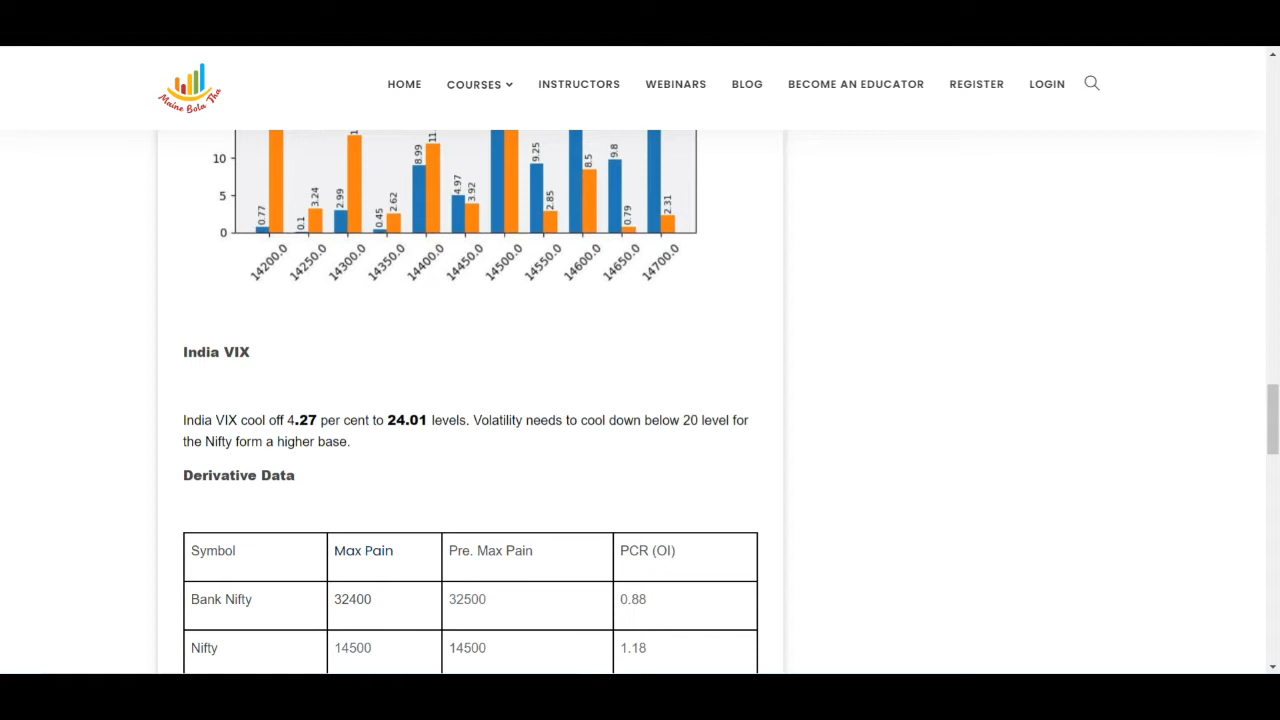 Maine Bola Tha
HOME COURSES INSTRUCTORS WEBINARS BLOG BECOME AN EDUCATOR REGISTER LOGIN
10
5
0
0.77
0.1
3.24
2.99
1
0.45
2.62
8.99
11
4.97
3.92
9.25
2.85
8.5
9.8
0.79
2.31
14200.0 14250.0 14300.0 14350.0 14400.0 14450.0 14500.0 14550.0 14600.0 14650.0 14700.0
India VIX
India VIX cool off 4.27 per cent to 24.01 levels. Volatility needs to cool down below 20 level for
the Nifty form a higher base.
Derivative Data
Symbol Max Pain Pre. Max Pain PCR (OI)
Bank Nifty 32400 32500 0.88
Nifty 14500 14500 1.18